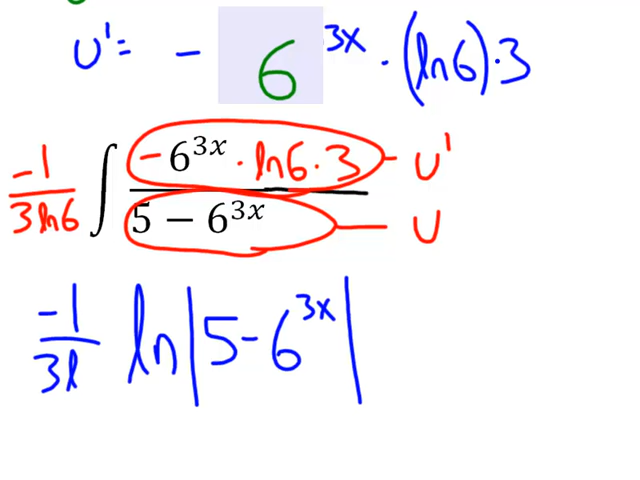 u' = - 6^{3x} · (ln6) · 3
-1/(3ln6) ∫ (-6^{3x} · ln6 · 3)/(5 - 6^{3x}) - u' - u
-1/(3l) ln|5 - 6^{3x}|